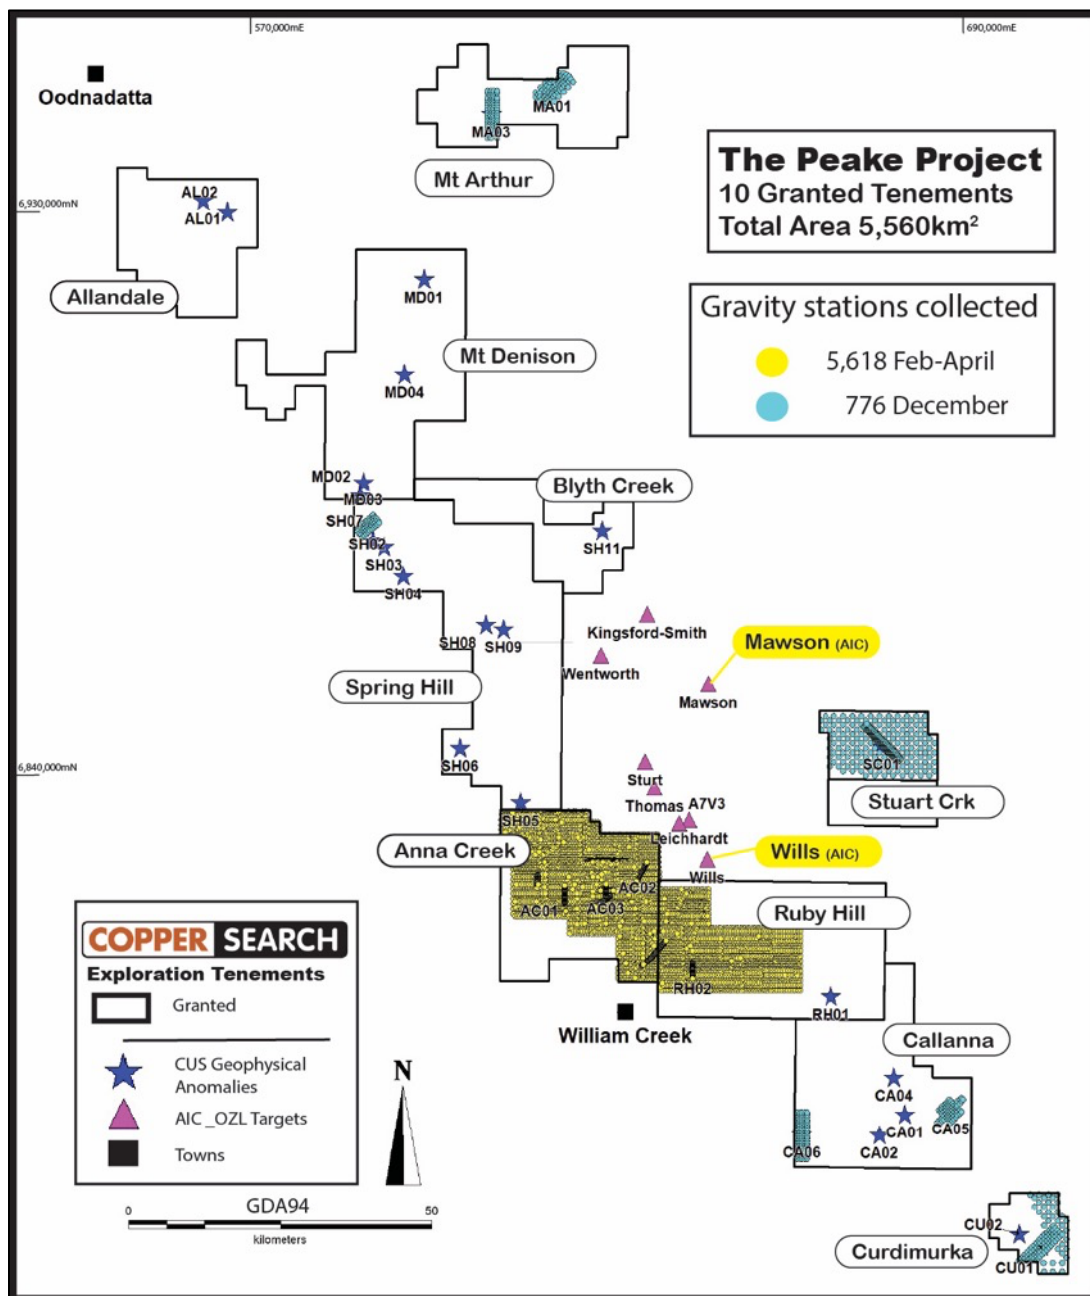 570,000mE
690,000mE
Oodnadatta
MA01
MA03
Mt Arthur
The Peake Project
10 Granted Tenements
Total Area 5,560km²
6,930,000mN
AL02
AL01
Allandale
MD01
Gravity stations collected
5,618 Feb-April
776 December
Mt Denison
MD04
MD02
MD03
Blyth Creek
SH07
SH02
SH03
SH04
SH11
SH08
SH09
Kingsford-Smith
Wentworth
Mawson (AIC)
Mawson
Spring Hill
SH06
6,840,000mN
Sturt
Thomas
A7V3
Leichhardt
SC01
Stuart Crk
SH05
Anna Creek
Wills (AIC)
Wills
AC01
AC03
AC02
Ruby Hill
RH02
RH01
William Creek
Callanna
CA04
CA01
CA05
CA02
CA06
COPPER SEARCH
Exploration Tenements
Granted
CUS Geophysical
Anomalies
AIC _OZL Targets
Towns
N
GDA94
0
50
kilometers
CU02
CU01
Curdimurka